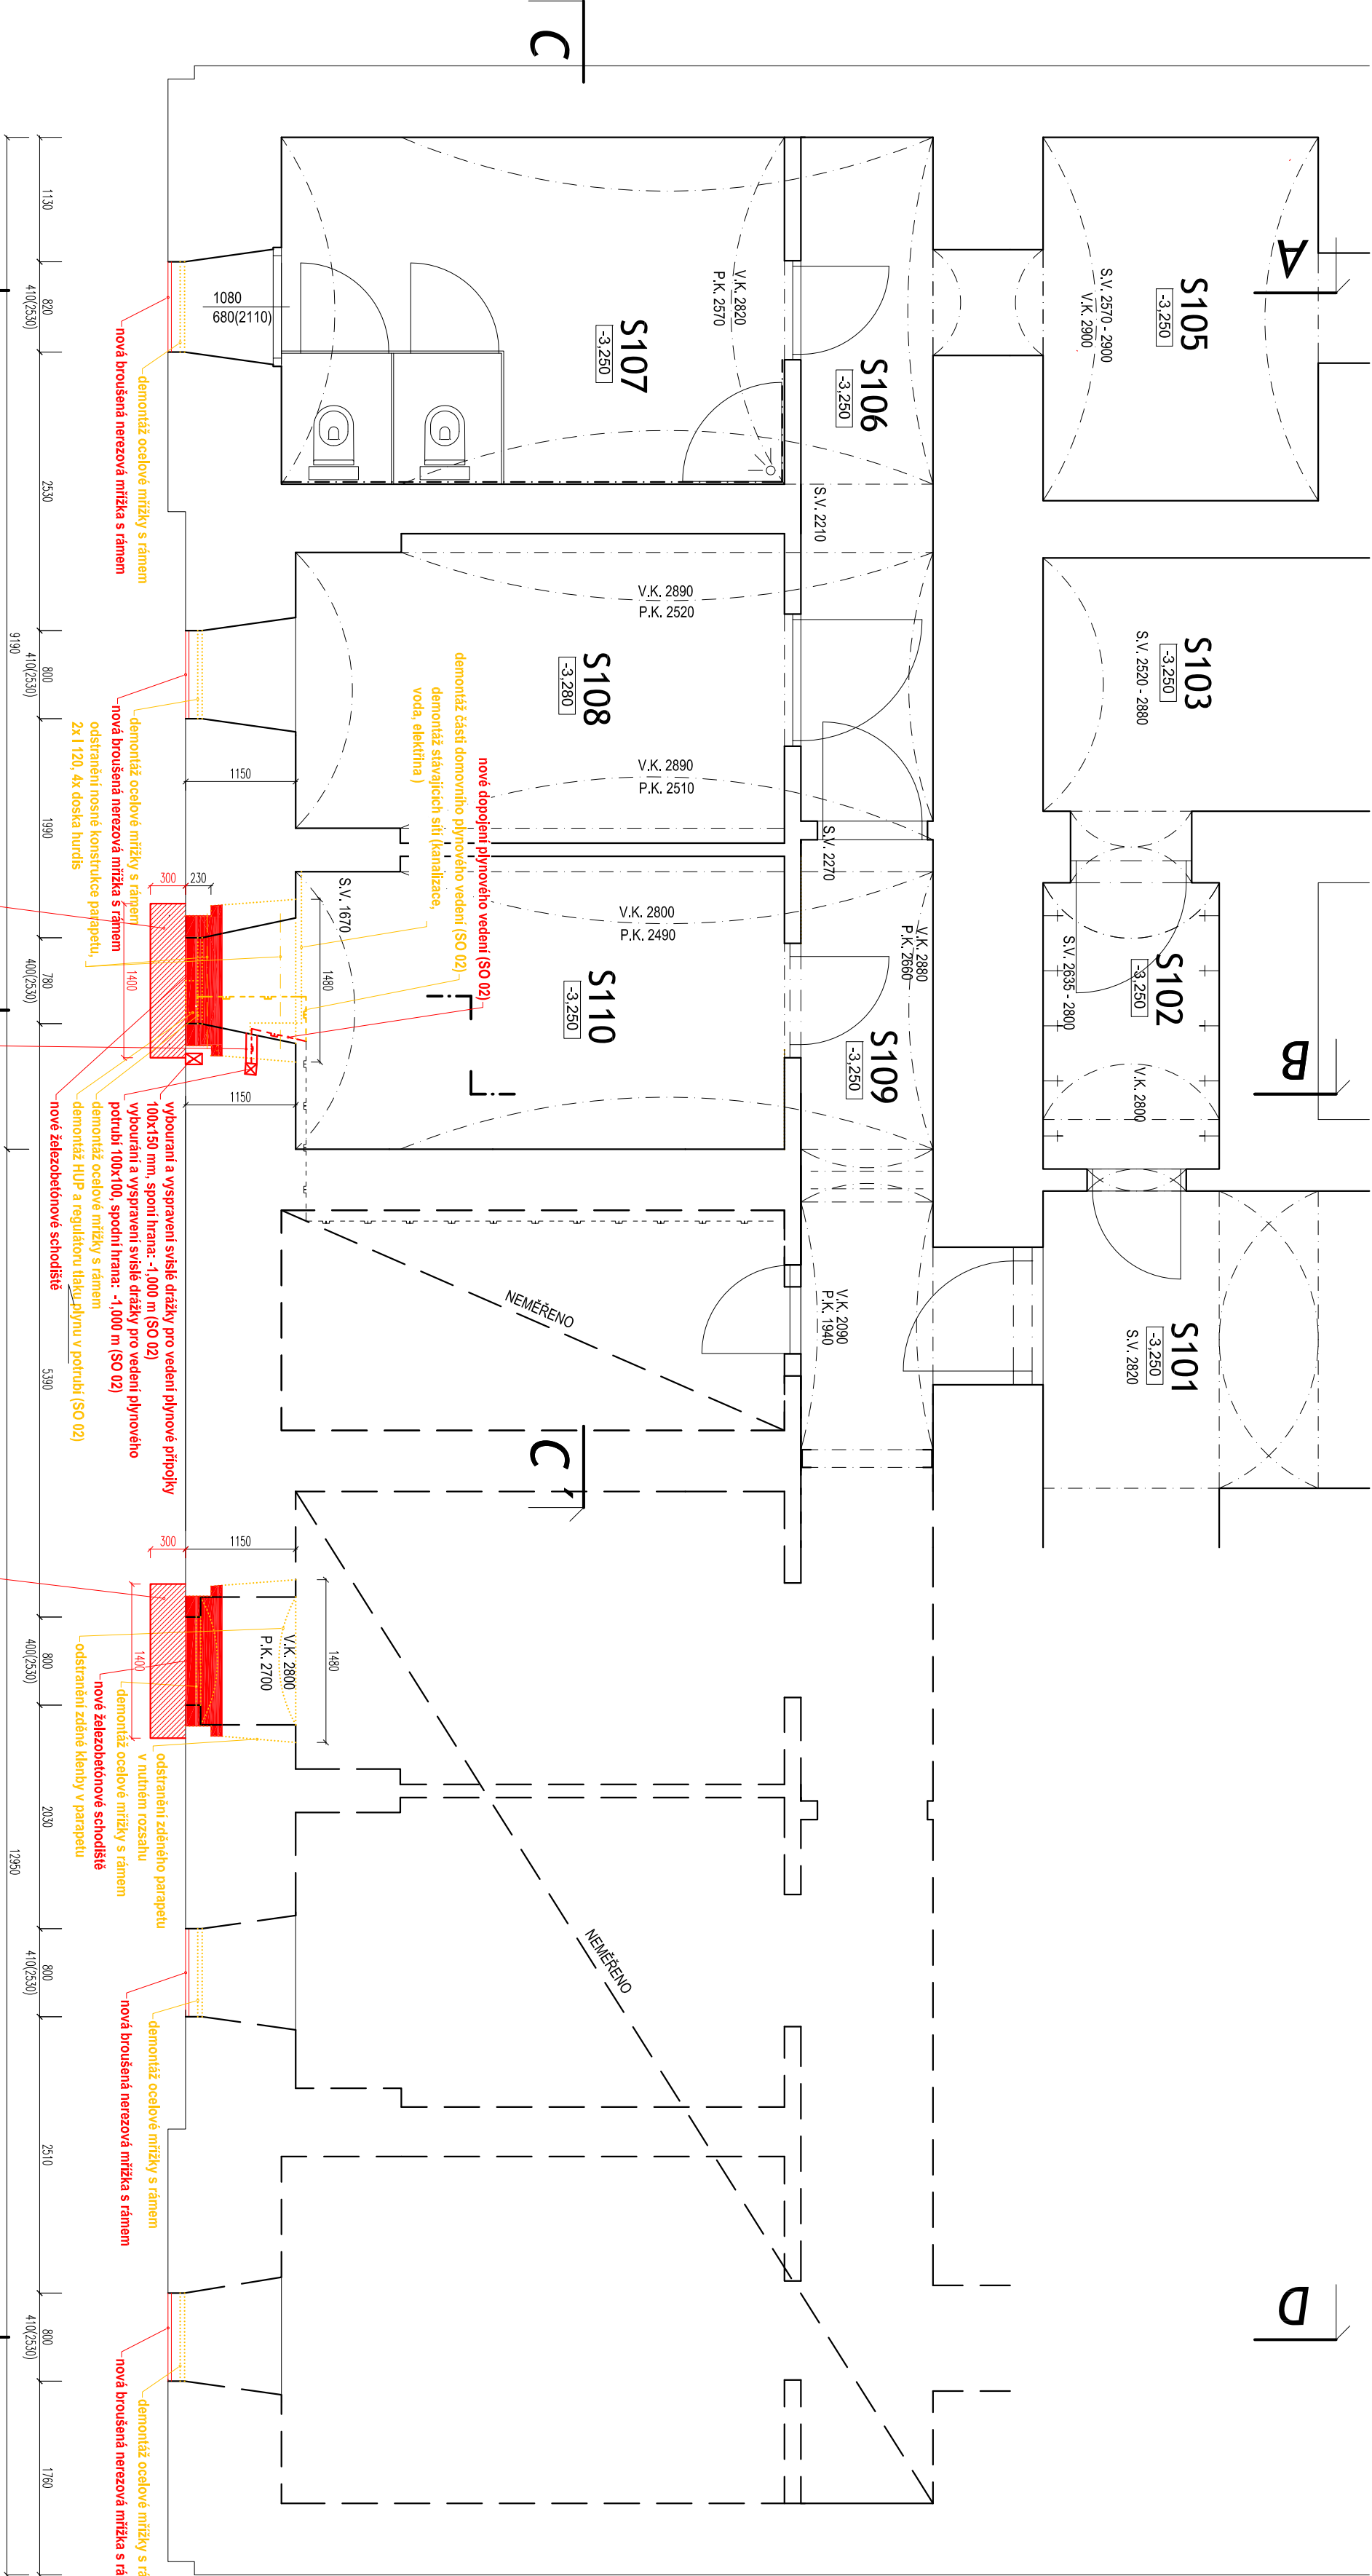 C
A
B
D
C´
S105
-3,250
S.V. 2570 - 2900
V.K. 2900
S103
-3,250
S.V. 2520 - 2880
S102
-3,250
S.V. 2635 - 2800
V.K. 2800
S101
-3,250
S.V. 2820
S106
-3,250
S.V. 2210
S.V. 2270
V.K. 2880
P.K. 2660
S109
-3,250
V.K. 2090
P.K. 1940
S107
-3,250
V.K. 2820
P.K. 2570
1080
680(2110)
S108
-3,280
V.K. 2890
P.K. 2520
V.K. 2890
P.K. 2510
S110
-3,250
V.K. 2800
P.K. 2490
S.V. 1670
1480
NEMĚŘENO
NEMĚŘENO
V.K. 2800
P.K. 2700
1480
nové dopojení plynového vedení (SO 02)
demontáž části domovního plynového vedení (SO 02)
demontáž stávajících sítí (kanalizace,
voda, elektřina )
1150
300
230
1400
1150
300
1150
1400
demontáž ocelové mřížky s rámem
nová broušená nerezová mřížka s rámem
demontáž ocelové mřížky s rámem
nová broušená nerezová mřížka s rámem
odstranění nosné konstrukce parapetu,
2x I 120, 4x doska hurdis
vybouraní a vyspravení svislé drážky pro vedení plynové přípojky
100x150 mm, sponí hrana: -1,000 m (SO 02)
vybourání a vyspravení svislé drážky pro vedení plynového
potrubí 100x100, spodní hrana: -1,000 m (SO 02)
demontáž ocelové mřížky s rámem
demontáž HUP a regulátoru tlaku plynu v potrubí (SO 02)
nové železobetónové schodiště
odstranění zděného parapetu
v nutném rozsahu
demontáž ocelové mřížky s rámem
nové železobetónové schodiště
odstranění zděné klenby v parapetu
demontáž ocelové mřížky s rámem
nová broušená nerezová mřížka s rámem
demontáž ocelové mřížky s rá
nová broušená nerezová mřížka s rá
1130
820
410(2530)
2530
800
410(2530)
1990
780
400(2530)
5390
800
400(2530)
2030
800
410(2530)
2510
800
410(2530)
1760
9190
12950